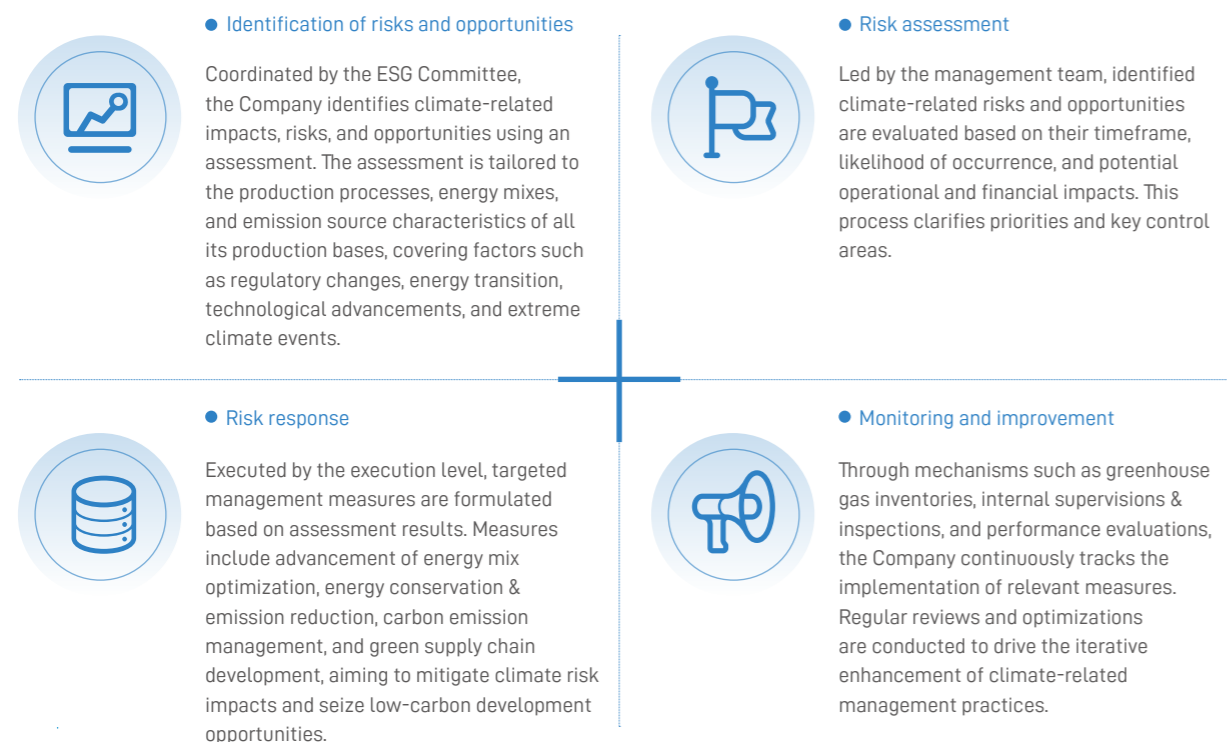 Identification of risks and opportunities
Coordinated by the ESG Committee,
the Company identifies climate-related
impacts, risks, and opportunities using an
assessment. The assessment is tailored to
the production processes, energy mixes,
and emission source characteristics of all
its production bases, covering factors such
as regulatory changes, energy transition,
technological advancements, and extreme
climate events.
Risk assessment
Led by the management team, identified
climate-related risks and opportunities
are evaluated based on their timeframe,
likelihood of occurrence, and potential
operational and financial impacts. This
process clarifies priorities and key control
areas.
Risk response
Executed by the execution level, targeted
management measures are formulated
based on assessment results. Measures
include advancement of energy mix
optimization, energy conservation &
emission reduction, carbon emission
management, and green supply chain
development, aiming to mitigate climate risk
impacts and seize low-carbon development
opportunities.
Monitoring and improvement
Through mechanisms such as greenhouse
gas inventories, internal supervisions &
inspections, and performance evaluations,
the Company continuously tracks the
implementation of relevant measures.
Regular reviews and optimizations
are conducted to drive the iterative
enhancement of climate-related
management practices.